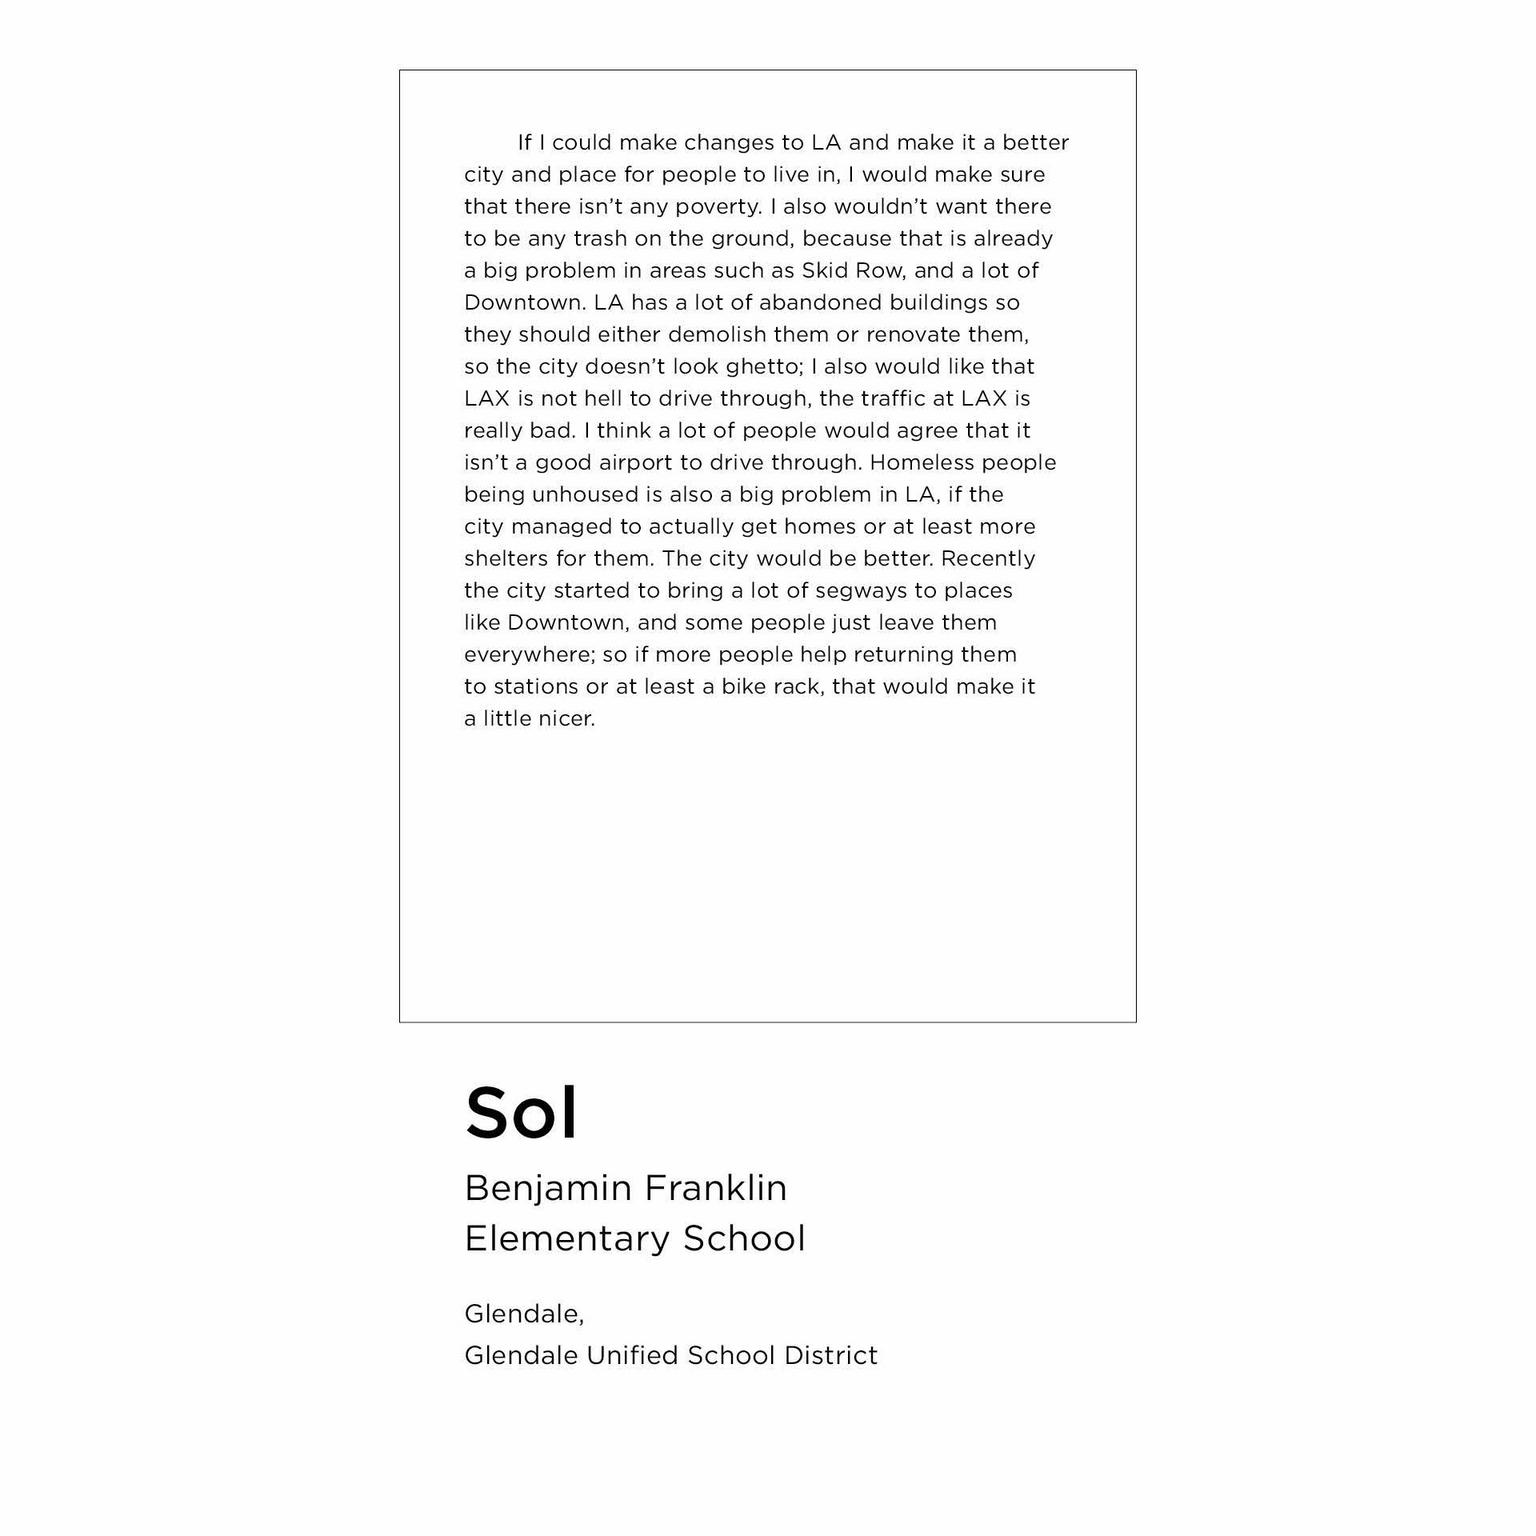 If I could make changes to LA and make it a better
city and place for people to live in, I would make sure
that there isn’t any poverty. I also wouldn’t want there
to be any trash on the ground, because that is already
a big problem in areas such as Skid Row, and a lot of
Downtown. LA has a lot of abandoned buildings so
they should either demolish them or renovate them,
so the city doesn’t look ghetto; I also would like that
LAX is not hell to drive through, the traffic at LAX is
really bad. I think a lot of people would agree that it
isn’t a good airport to drive through. Homeless people
being unhoused is also a big problem in LA, if the
city managed to actually get homes or at least more
shelters for them. The city would be better. Recently
the city started to bring a lot of segways to places
like Downtown, and some people just leave them
everywhere; so if more people help returning them
to stations or at least a bike rack, that would make it
a little nicer.
Sol
Benjamin Franklin
Elementary School
Glendale,
Glendale Unified School District